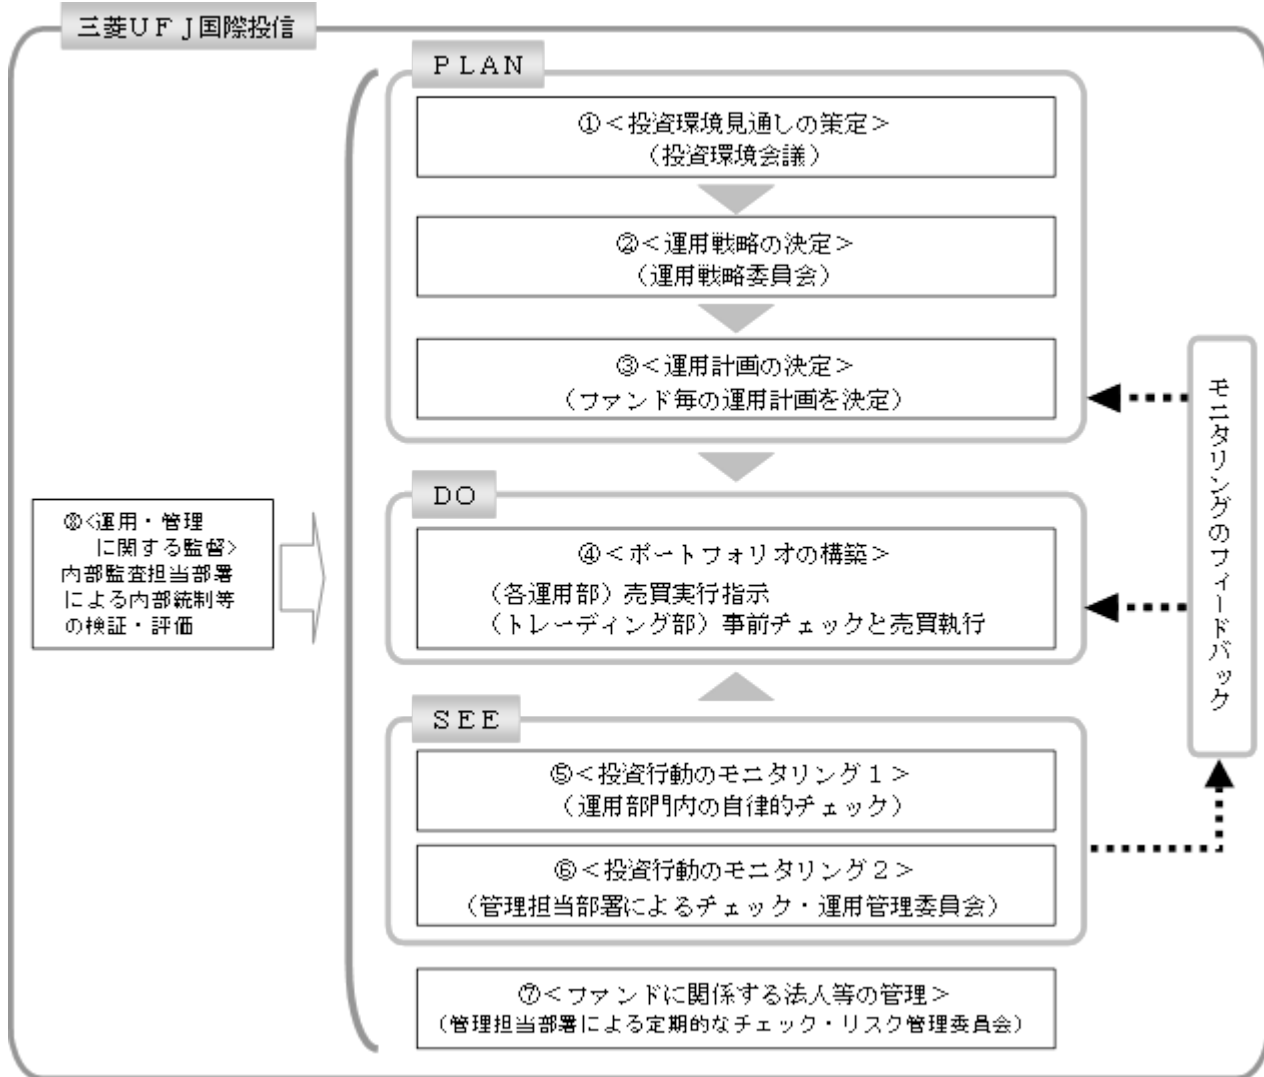 三菱ＵＦＪ国際投信
ＰＬＡＮ
①＜投資環境見通しの策定＞
（投資環境会議）
②＜運用戦略の決定＞
（運用戦略委員会）
③＜運用計画の決定＞
（ファンド毎の運用計画を決定）
ＤＯ
④＜ポートフォリオの構築＞
（各運用部）売買実行指示
（トレーディング部）事前チェックと売買執行
ＳＥＥ
⑤＜投資行動のモニタリング１＞
（運用部門内の自律的チェック）
⑥＜投資行動のモニタリング２＞
（管理担当部署によるチェック・運用管理委員会）
⑦＜ファンドに関係する法人等の管理＞
（管理担当部署による定期的なチェック・リスク管理委員会）
⑧<運用・管理
に関する監督>
内部監査担当部署
による内部統制等
の検証・評価
モニタリングのフィードバック